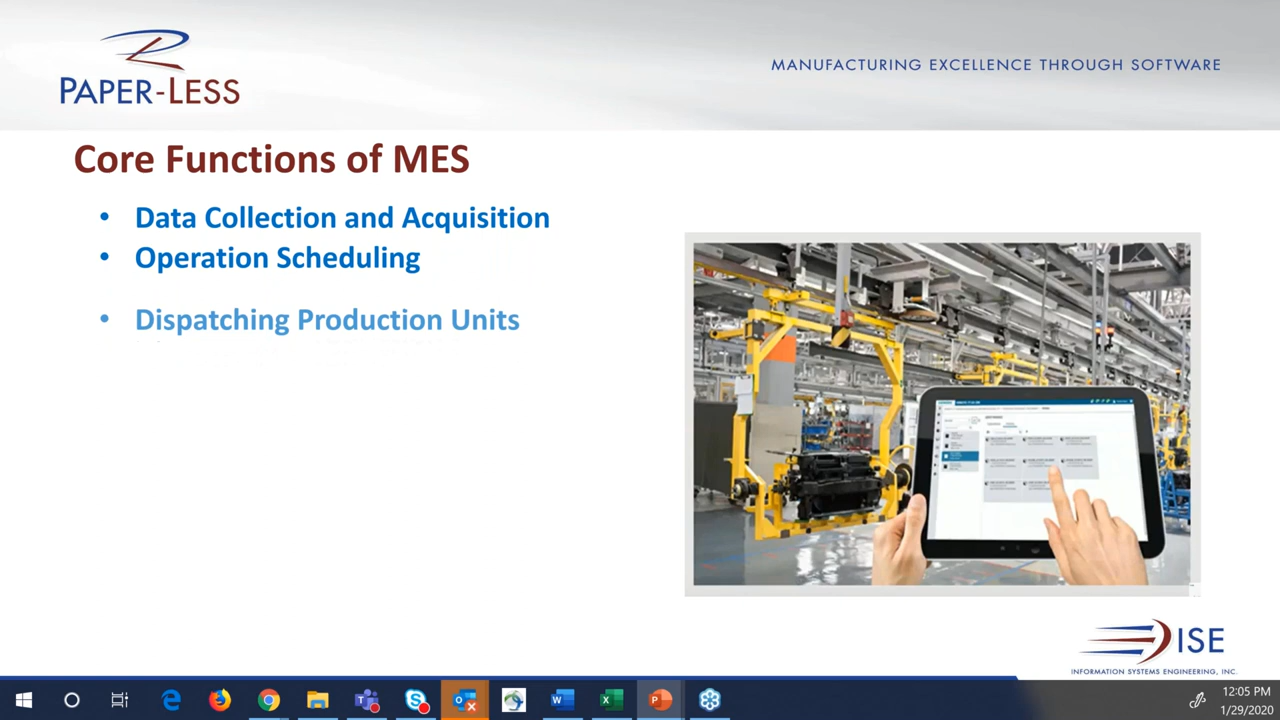 PAPER-LESS
MANUFACTURING EXCELLENCE THROUGH SOFTWARE
Core Functions of MES
• Data Collection and Acquisition
• Operation Scheduling
• Dispatching Production Units
ISE
INFORMATION SYSTEMS ENGINEERING, INC.
12:05 PM
1/29/2020